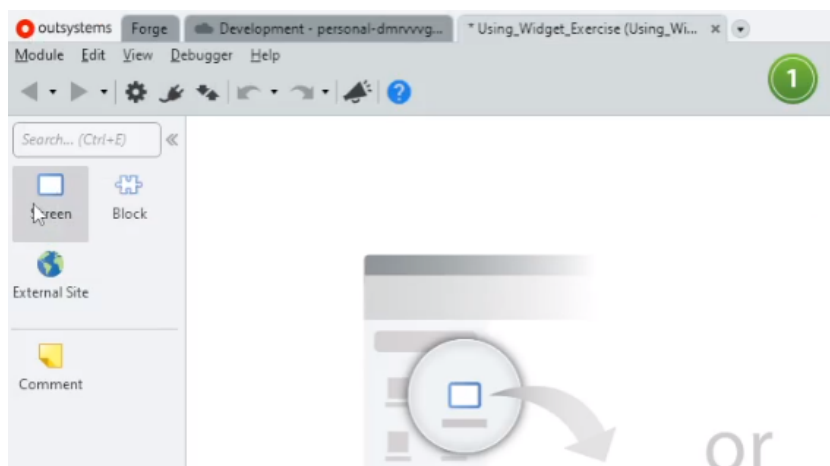 outsystems Forge Development - personal-dmrvvvg... * Using_Widget_Exercise (Using_Wi... ×
Module Edit View Debugger Help
1
?
Search... (Ctrl+E) «
Screen Block
External Site
Comment
or